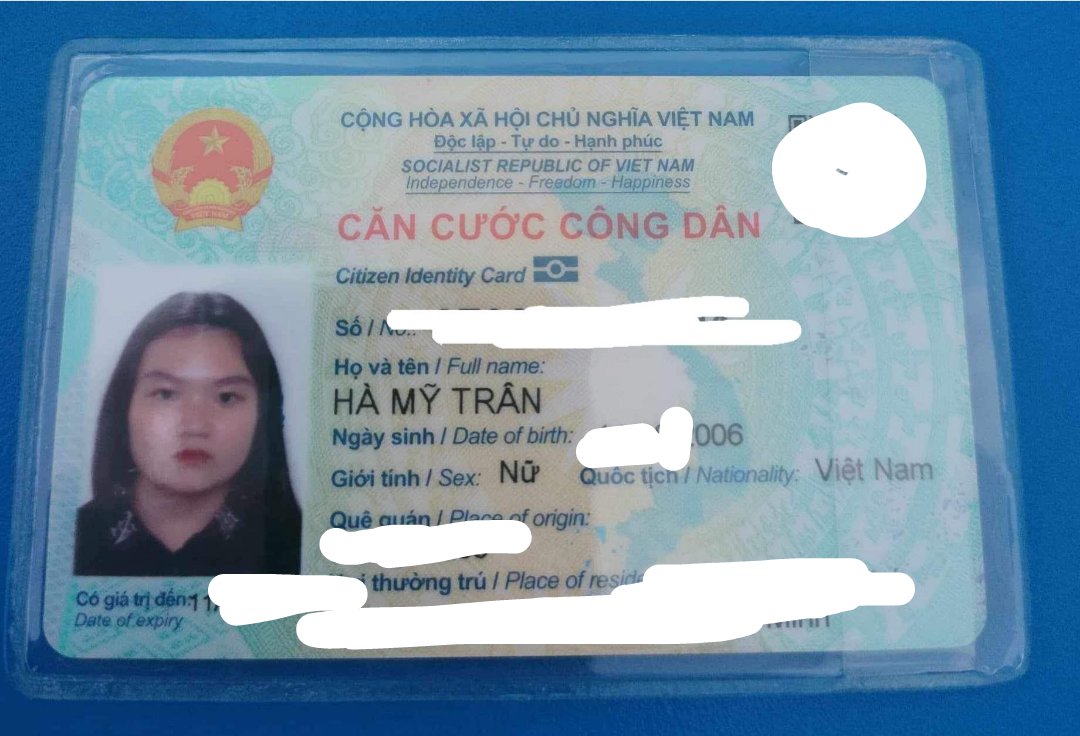 CỘNG HÒA XÃ HỘI CHỦ NGHĨA VIỆT NAM
Độc lập - Tự do - Hạnh phúc
SOCIALIST REPUBLIC OF VIET NAM
Independence - Freedom - Happiness
CĂN CƯỚC CÔNG DÂN
Citizen Identity Card
Số / No.:
Họ và tên / Full name:
HÀ MỸ TRÂN
Ngày sinh / Date of birth: 2006
Giới tính / Sex: Nữ Quốc tịch / Nationality: Việt Nam
Quê quán / Place of origin:
thường trú / Place of
Có giá trị đến: 11
Date of expiry